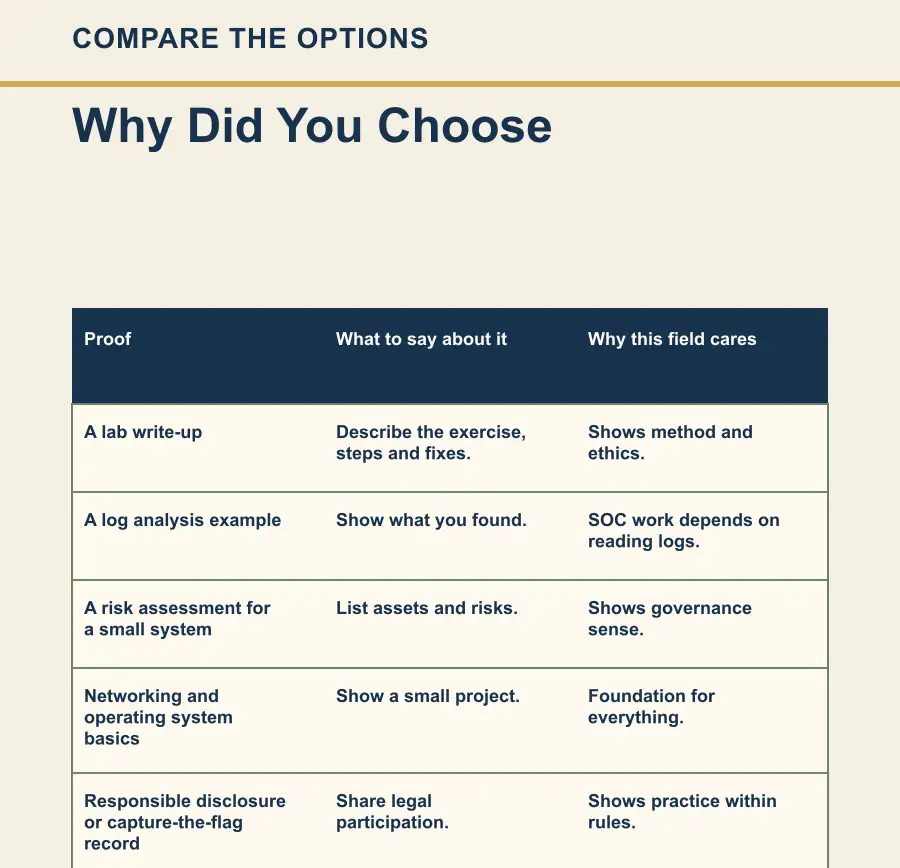 COMPARE THE OPTIONS
Why Did You Choose
Proof
What to say about it
Why this field cares
A lab write-up
Describe the exercise,
steps and fixes.
Shows method and
ethics.
A log analysis example
Show what you found.
SOC work depends on
reading logs.
A risk assessment for
a small system
List assets and risks.
Shows governance
sense.
Networking and
operating system
basics
Show a small project.
Foundation for
everything.
Responsible disclosure
or capture-the-flag
record
Share legal
participation.
Shows practice within
rules.